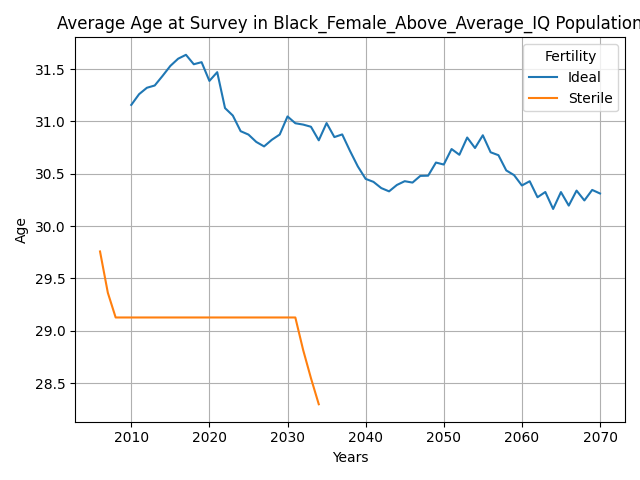 Average Age at Survey in Black_Female_Above_Average_IQ Population
Fertility
Ideal
Sterile
31.5
31.0
30.5
30.0
29.5
29.0
28.5
Age
2010 2020 2030 2040 2050 2060 2070
Years